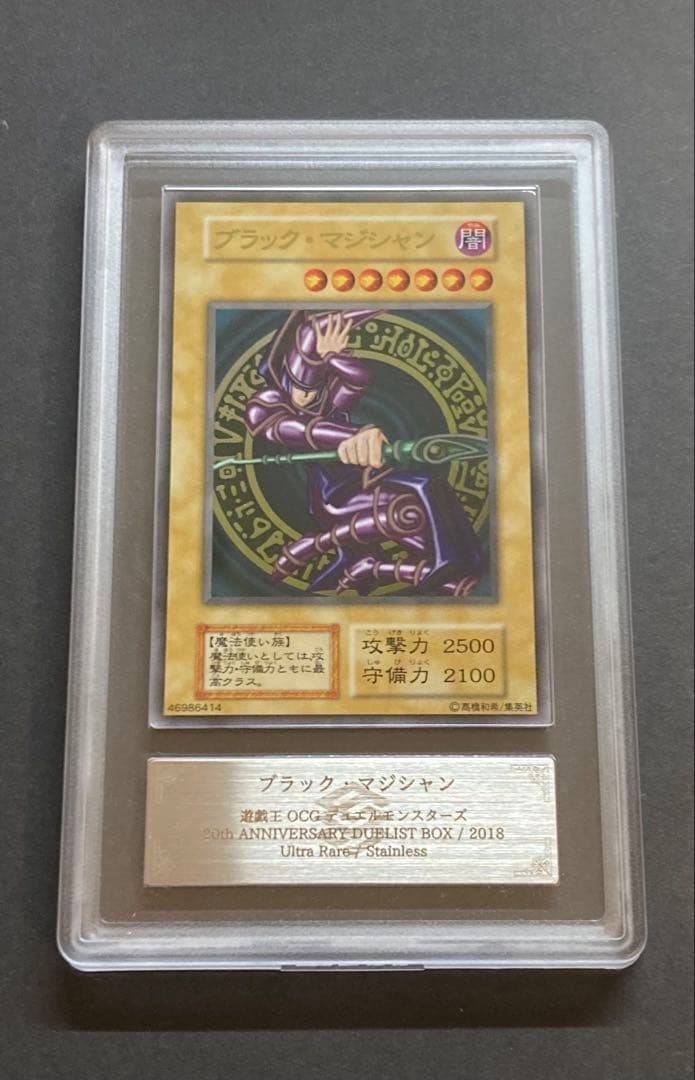 ブラック・マジシャン
闇
【魔法使い族】
魔法使いとしては、攻
撃力・守備力ともに最
高クラス。
こう げき りょく
攻撃力 2500
しゅ び りょく
守備力 2100
46986414
©高橋和希/集英社
ブラック・マジシャン
遊戯王 OCG デュエルモンスターズ
20th ANNIVERSARY DUELIST BOX / 2018
Ultra Rare / Stainless